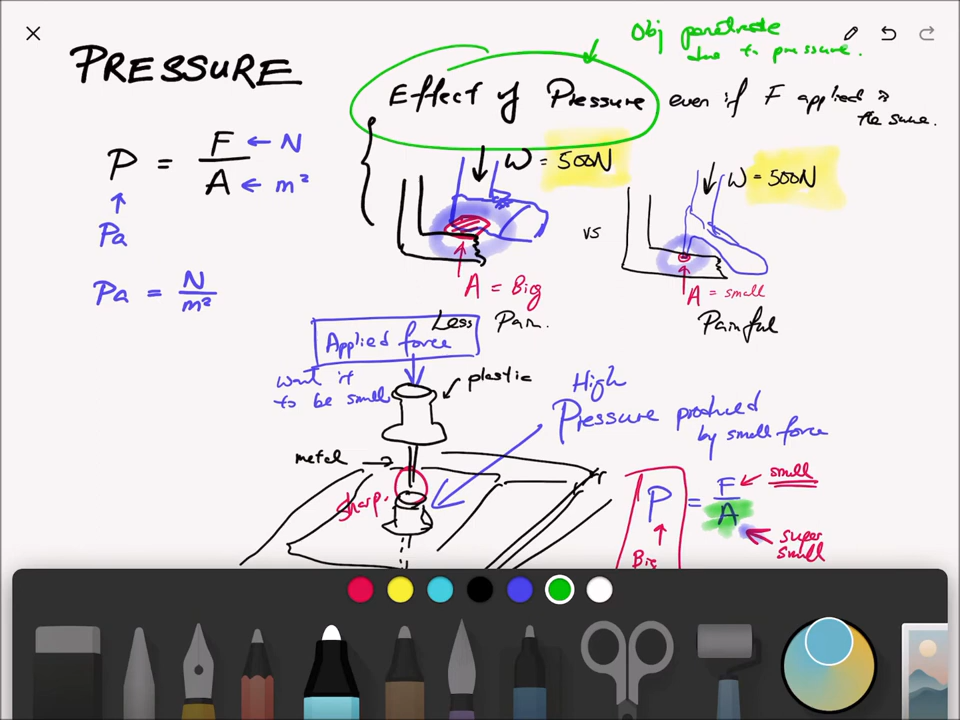 Obj penetrate
due to pressure.
PRESSURE
Effect of Pressure even if F applied is
the same.
P = F ← N
A ← m²
↑
Pa
W = 500N
W = 500N
vs
Pa = N
m²
A = Big
A = small
Less Pain.
Painful
Applied force
want it
to be small
plastic
High
Pressure produced
by small force
metal
sharp.
P = F
A
small
super
small
Big